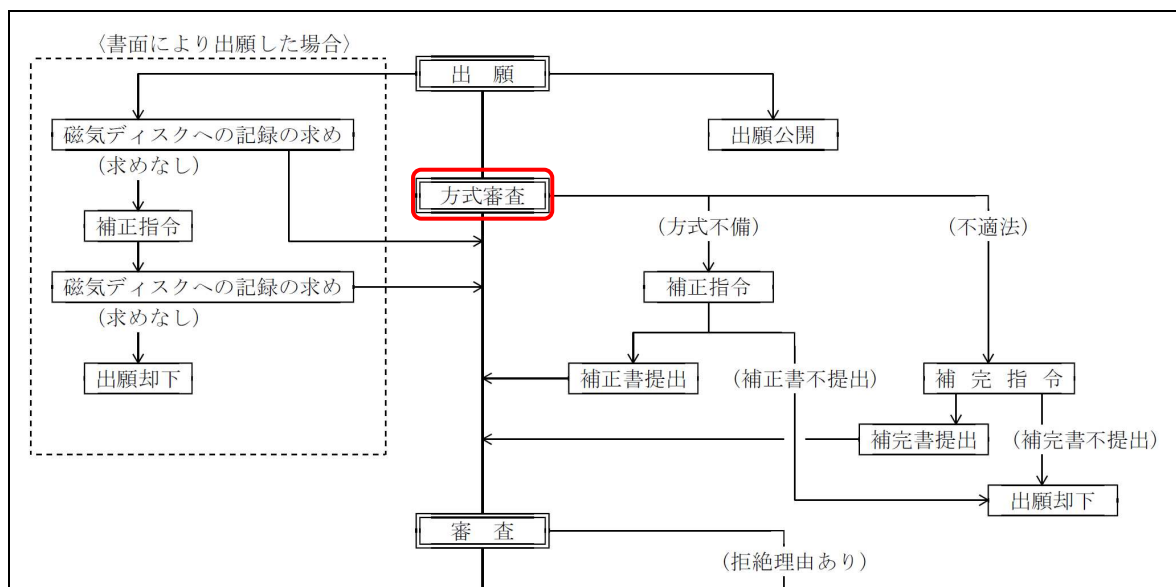 〈書面により出願した場合〉
出 願
磁気ディスクへの記録の求め
出願公開
(求めなし)
方式審査
補正指令
(方式不備)
(不適法)
磁気ディスクへの記録の求め
補正指令
(求めなし)
出願却下
補正書提出
(補正書不提出)
補 完 指 令
補完書提出
(補完書不提出)
出願却下
審 査
(拒絶理由あり)